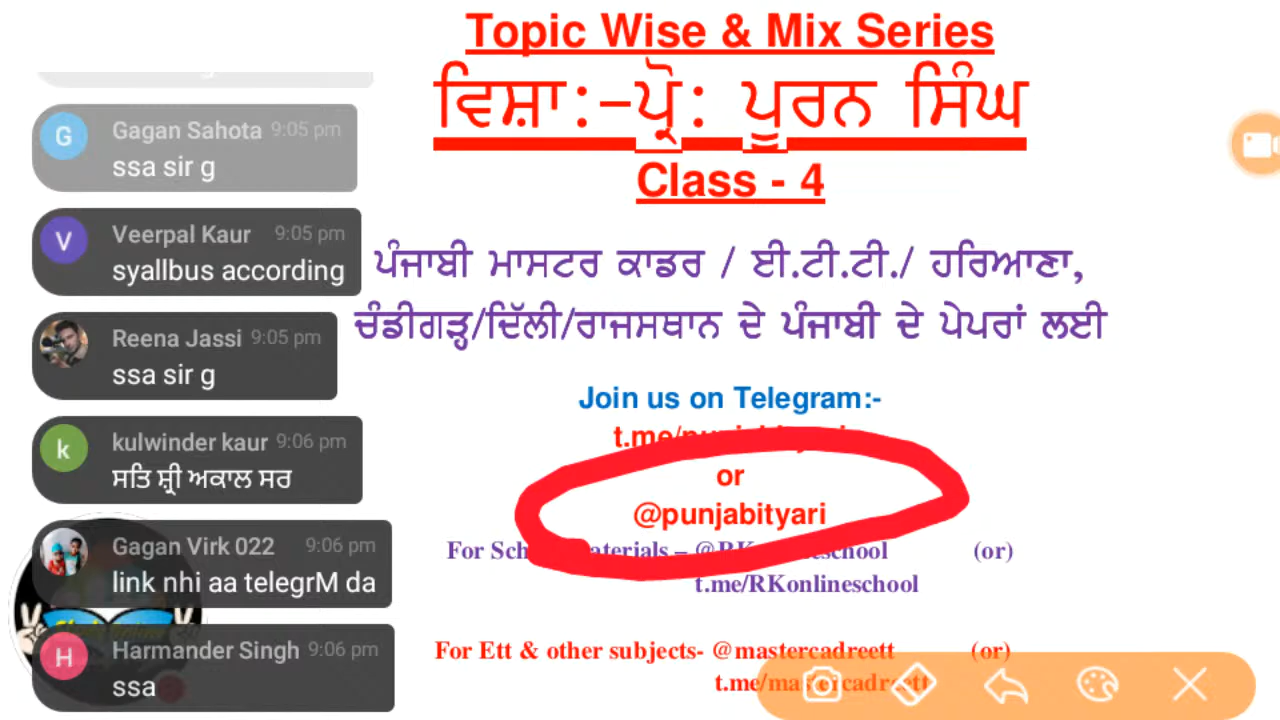 Topic Wise & Mix Series
ਵਿਸ਼ਾ:-ਪ੍ਰੋ: ਪੂਰਨ ਸਿੰਘ
Class - 4
ਪੰਜਾਬੀ ਮਾਸਟਰ ਕਾਡਰ / ਈ.ਟੀ.ਟੀ./ ਹਰਿਆਣਾ,
ਚੰਡੀਗੜ੍ਹ/ਦਿੱਲੀ/ਰਾਜਸਥਾਨ ਦੇ ਪੰਜਾਬੀ ਦੇ ਪੇਪਰਾਂ ਲਈ
Join us on Telegram:-
or
@punjabityari
For – @RKonlineschool (or)
t.me/RKonlineschool
For Ett & other subjects- @mastercadreett (or)
t.me/mastercadreett
G
Gagan Sahota 9:05 pm
ssa sir g
V
Veerpal Kaur 9:05 pm
syallbus according
Reena Jassi 9:05 pm
ssa sir g
k
kulwinder kaur 9:06 pm
ਸਤਿ ਸ਼੍ਰੀ ਅਕਾਲ ਸਰ
Gagan Virk 022 9:06 pm
link nhi aa telegrM da
H
Harmander Singh 9:06 pm
ssa